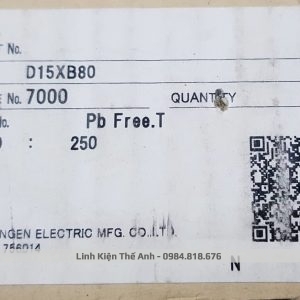 T No.
D15XB80
E No. 7000 QUANTITY
No.
Pb Free.T
: 250
NGEN ELECTRIC MFG. CO.,LTD.
Linh Kiện Thế Anh - 0984.818.676
N